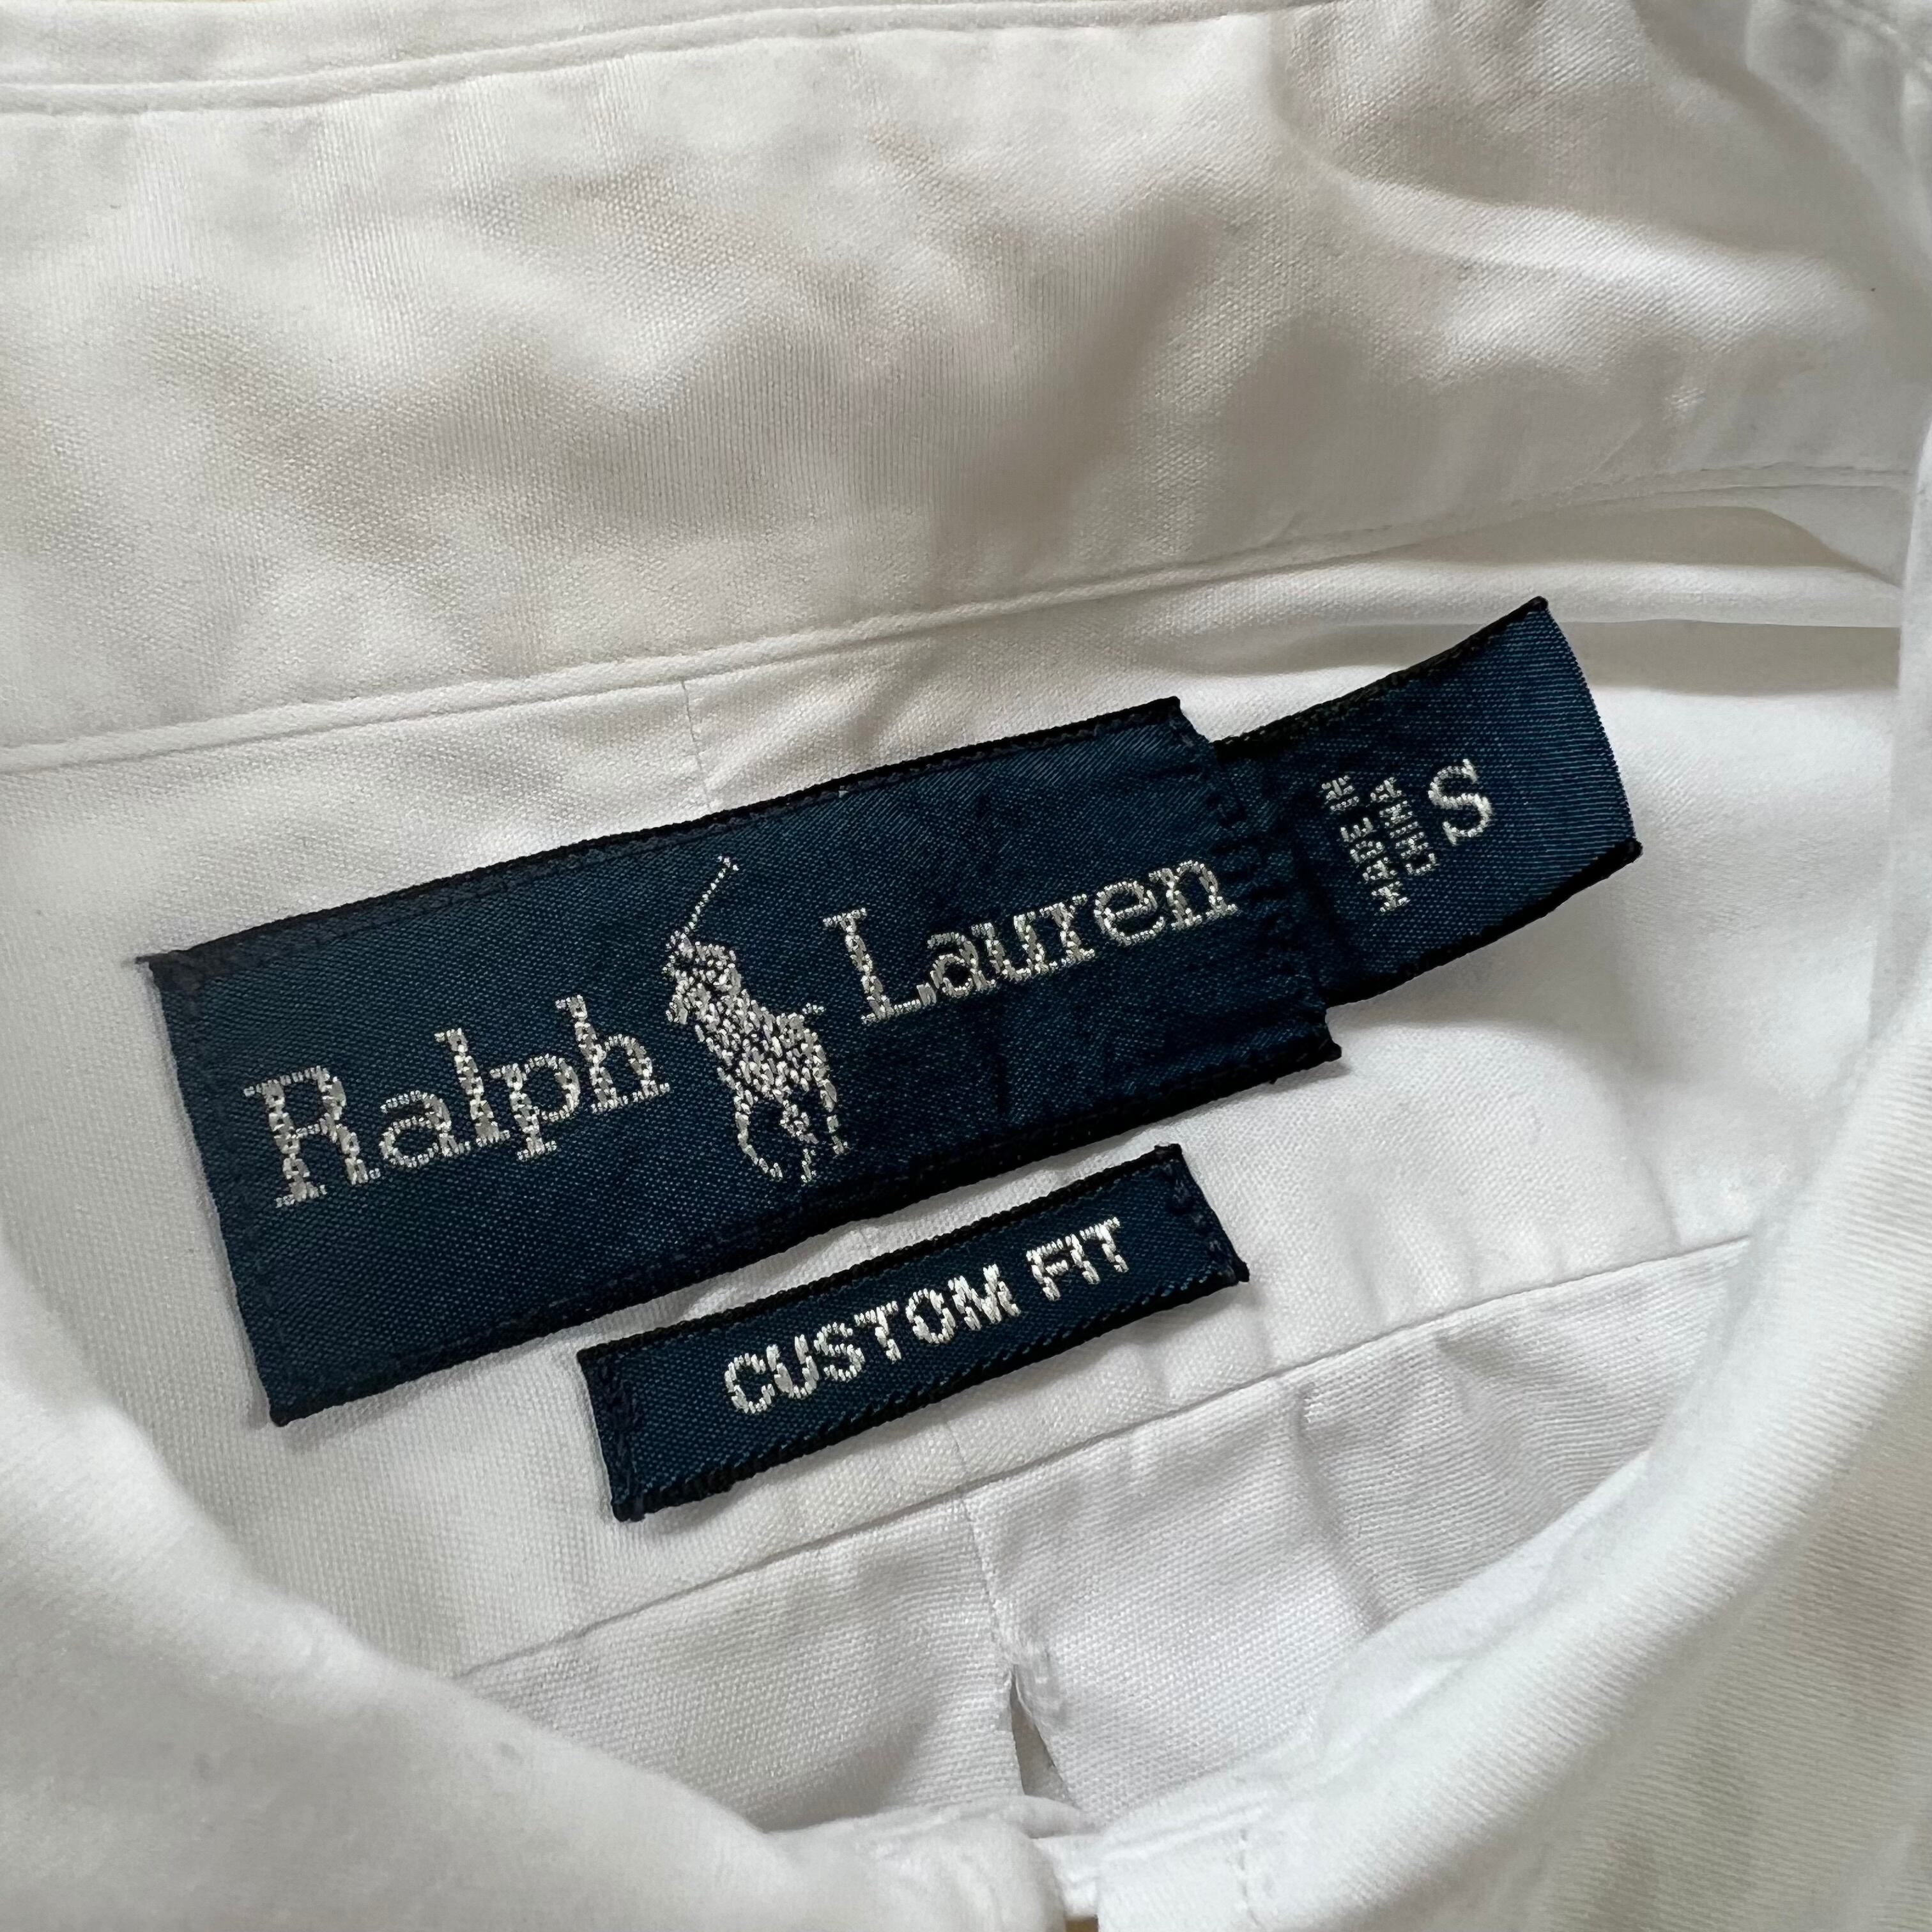 Ralph Lauren
MADE IN
CHINA
S
CUSTOM FIT